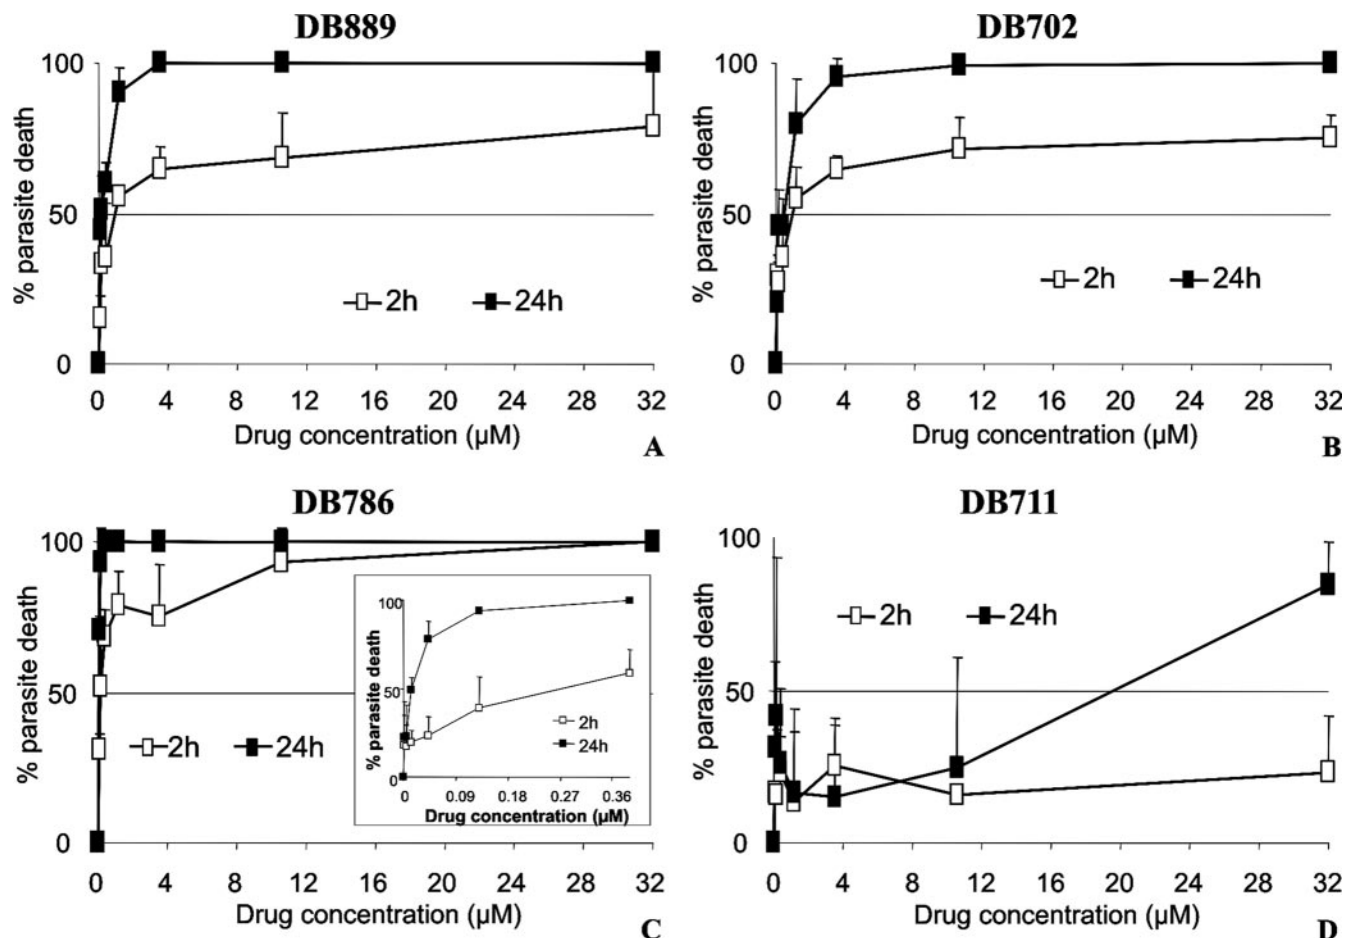 DB889
% parasite death
100
50
0
2h
24h
0 4 8 12 16 20 24 28 32
Drug concentration (µM)
A
DB702
% parasite death
100
50
0
2h
24h
0 4 8 12 16 20 24 28 32
Drug concentration (µM)
B
DB786
% parasite death
100
50
0
2h
24h
0 4 8 12 16 20 24 28 32
Drug concentration (µM)
C
% parasite death
100
50
0
2h
24h
0 0.09 0.18 0.27 0.36
Drug concentration (µM)
DB711
% parasite death
100
50
0
2h
24h
0 4 8 12 16 20 24 28 32
Drug concentration (µM)
D